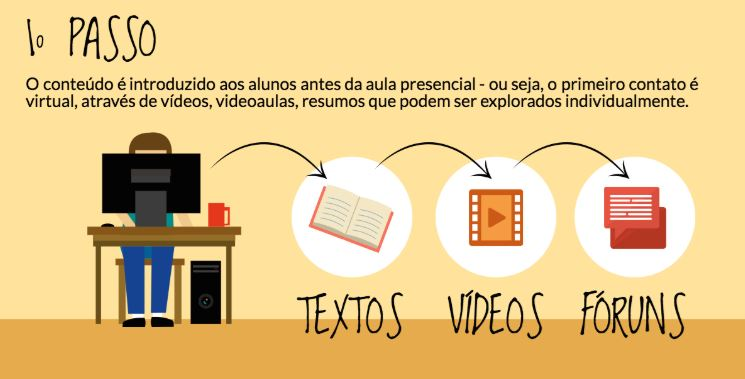 1º PASSO
O conteúdo é introduzido aos alunos antes da aula presencial - ou seja, o primeiro contato é
virtual, através de vídeos, videoaulas, resumos que podem ser explorados individualmente.
TEXTOS VÍDEOS FÓRUNS